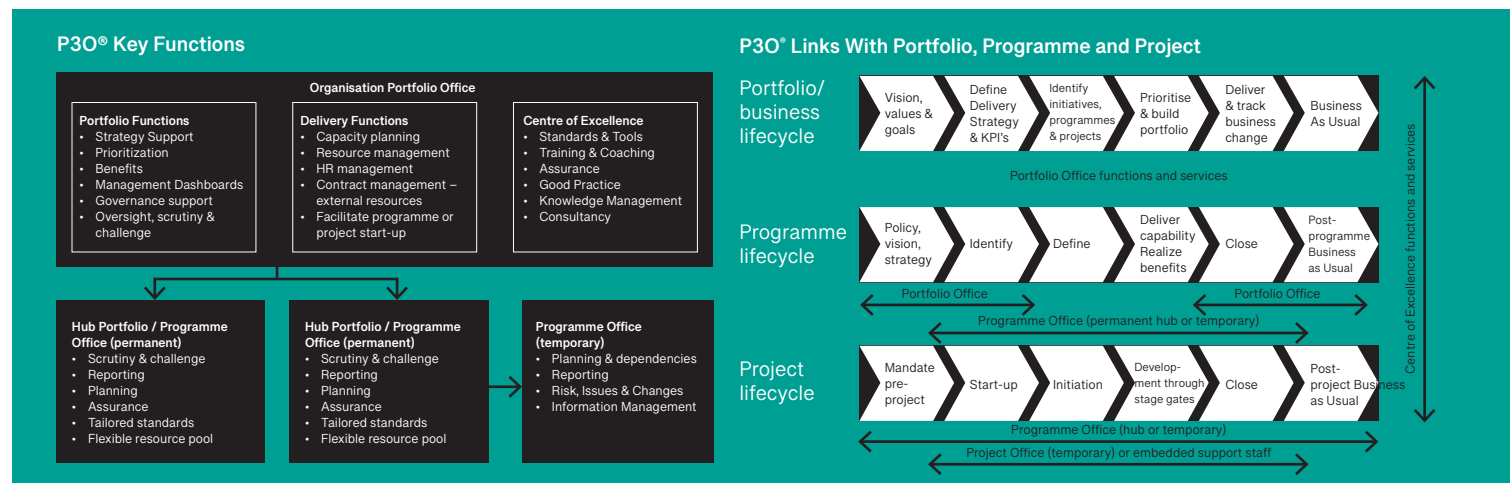 P3O® Key Functions
Organisation Portfolio Office
Portfolio Functions
• Strategy Support
• Prioritization
• Benefits
• Management Dashboards
• Governance support
• Oversight, scrutiny &
challenge
Delivery Functions
• Capacity planning
• Resource management
• HR management
• Contract management –
external resources
• Facilitate programme or
project start-up
Centre of Excellence
• Standards & Tools
• Training & Coaching
• Assurance
• Good Practice
• Knowledge Management
• Consultancy
Hub Portfolio / Programme
Office (permanent)
• Scrutiny & challenge
• Reporting
• Planning
• Assurance
• Tailored standards
• Flexible resource pool
Hub Portfolio / Programme
Office (permanent)
• Scrutiny & challenge
• Reporting
• Planning
• Assurance
• Tailored standards
• Flexible resource pool
Programme Office
(temporary)
• Planning & dependencies
• Reporting
• Risk, Issues & Changes
• Information Management
P3O® Links With Portfolio, Programme and Project
Portfolio/
business
lifecycle
Vision,
values &
goals
Define
Delivery
Strategy
& KPI's
Identify
initiatives,
programmes
& projects
Prioritise
& build
portfolio
Deliver
& track
business
change
Business
As Usual
Portfolio Office functions and services
Programme
lifecycle
Policy,
vision,
strategy
Identify
Define
Deliver
capability
Realize
benefits
Close
Post-
programme
Business
as Usual
Portfolio Office
Portfolio Office
Programme Office (permanent hub or temporary)
Project
lifecycle
Mandate
pre-
project
Start-up
Initiation
Develop-
ment through
stage gates
Close
Post-
project Business
as Usual
Programme Office (hub or temporary)
Project Office (temporary) or embedded support staff
Centre of Excellence functions and services